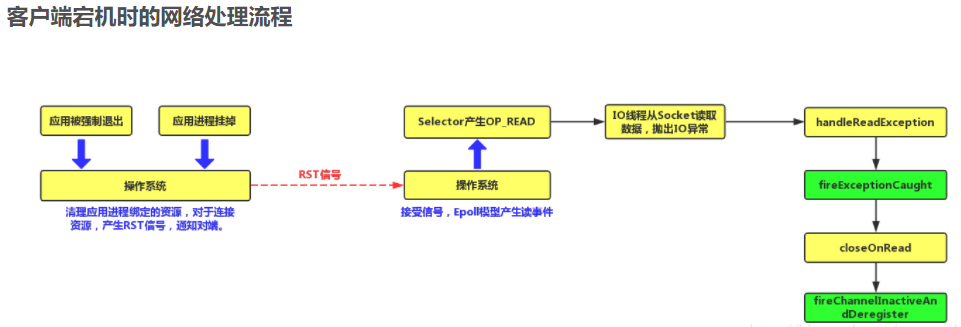 客户端宕机时的网络处理流程
应用被强制退出
应用进程挂掉
操作系统
清理应用进程绑定的资源，对于连接
资源，产生RST信号，通知对端。
RST信号
Selector产生OP_READ
操作系统
接受信号，Epoll模型产生读事件
IO线程从Socket读取
数据，抛出IO异常
handleReadException
fireExceptionCaught
closeOnRead
fireChannelInactiveAn
dDeregister